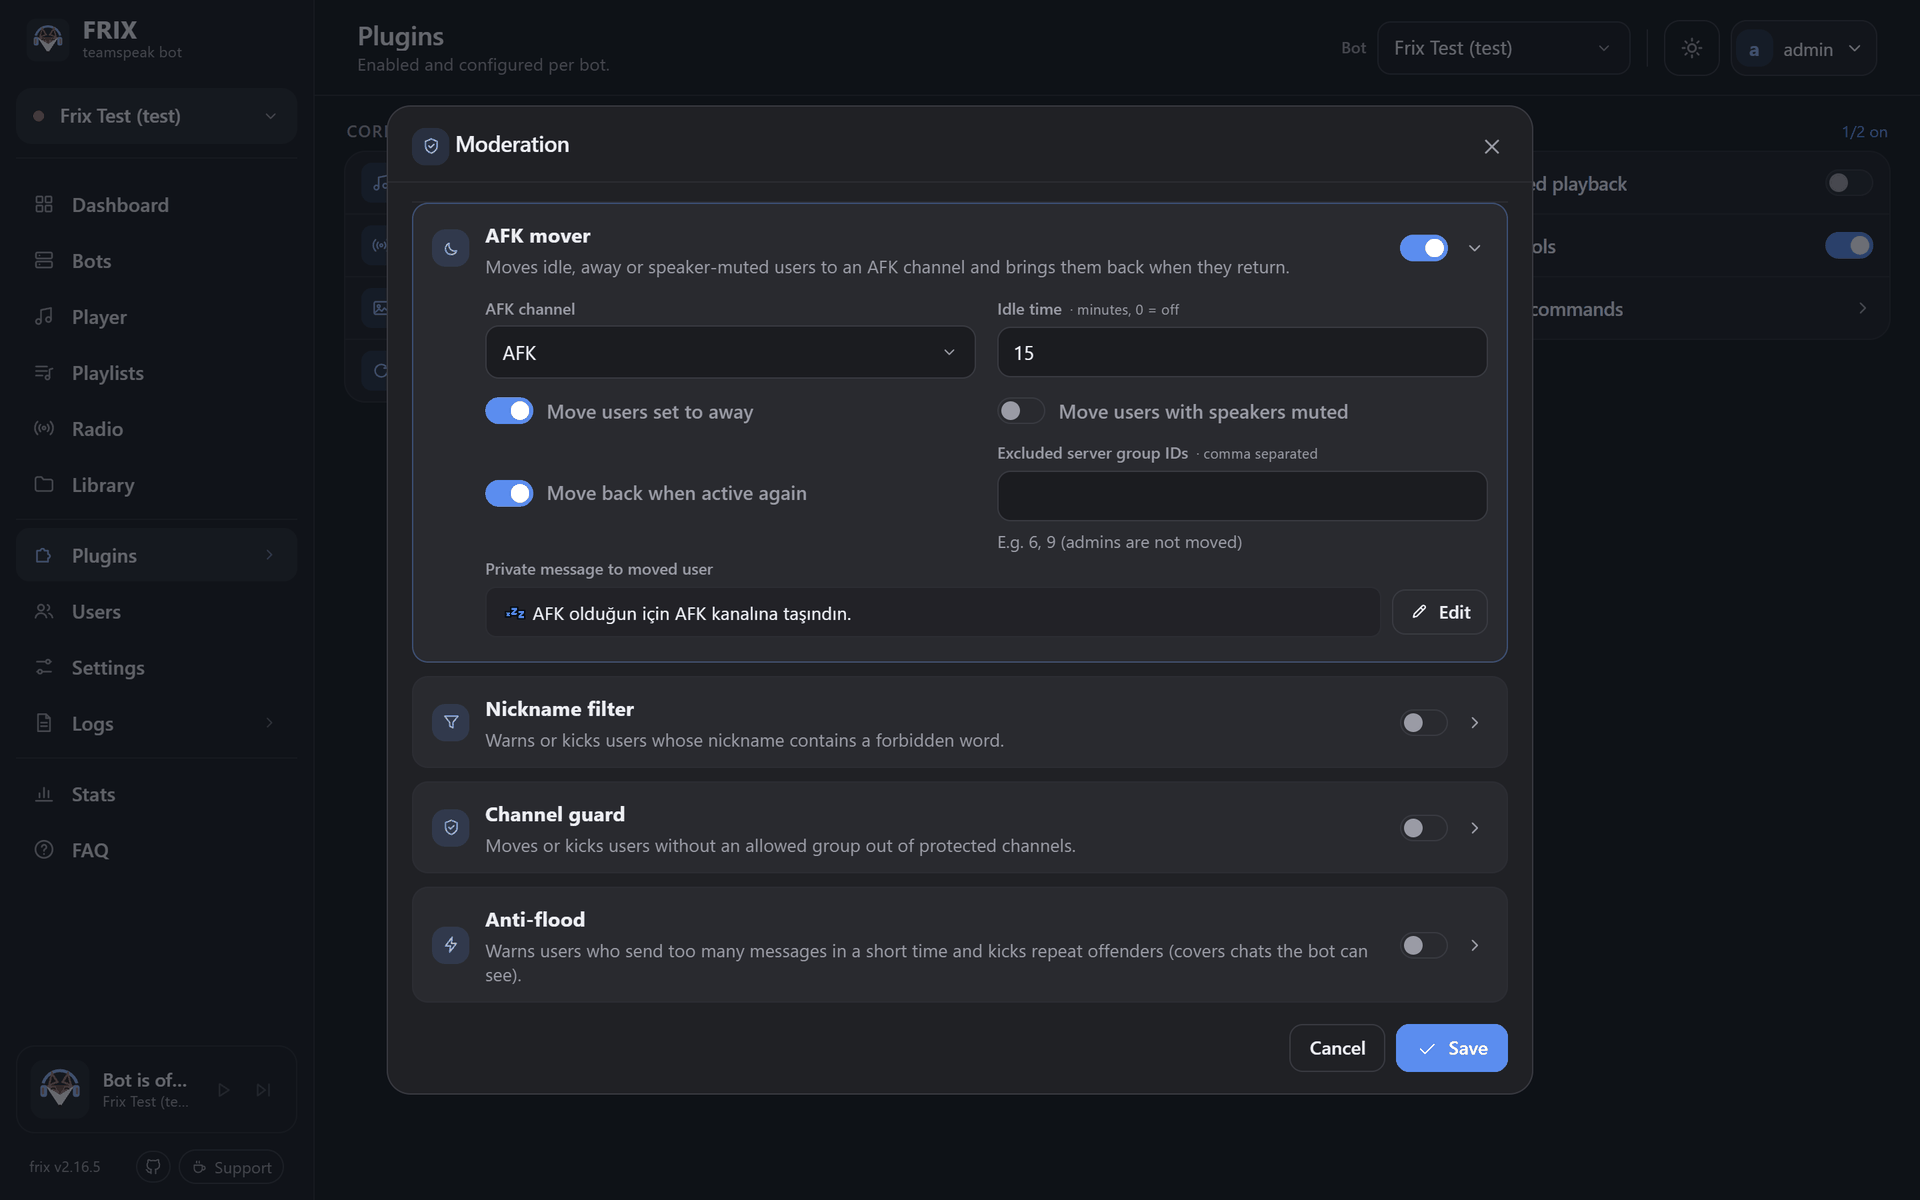 FRIX
teamspeak bot
Frix Test (test)
Dashboard
Bots
Player
Playlists
Radio
Library
Plugins
Users
Settings
Logs
Stats
FAQ
Bot is of...
Frix Test (te...
frix v2.16.5
Support
Plugins
Enabled and configured per bot.
Bot
Frix Test (test)
a
admin
1/2 on
playback
commands
Moderation
AFK mover
Moves idle, away or speaker-muted users to an AFK channel and brings them back when they return.
AFK channel
Idle time · minutes, 0 = off
AFK
15
Move users set to away
Move users with speakers muted
Excluded server group IDs · comma separated
Move back when active again
E.g. 6, 9 (admins are not moved)
Private message to moved user
AFK olduğun için AFK kanalına taşındın.
Edit
Nickname filter
Warns or kicks users whose nickname contains a forbidden word.
Channel guard
Moves or kicks users without an allowed group out of protected channels.
Anti-flood
Warns users who send too many messages in a short time and kicks repeat offenders (covers chats the bot can
see).
Cancel
Save